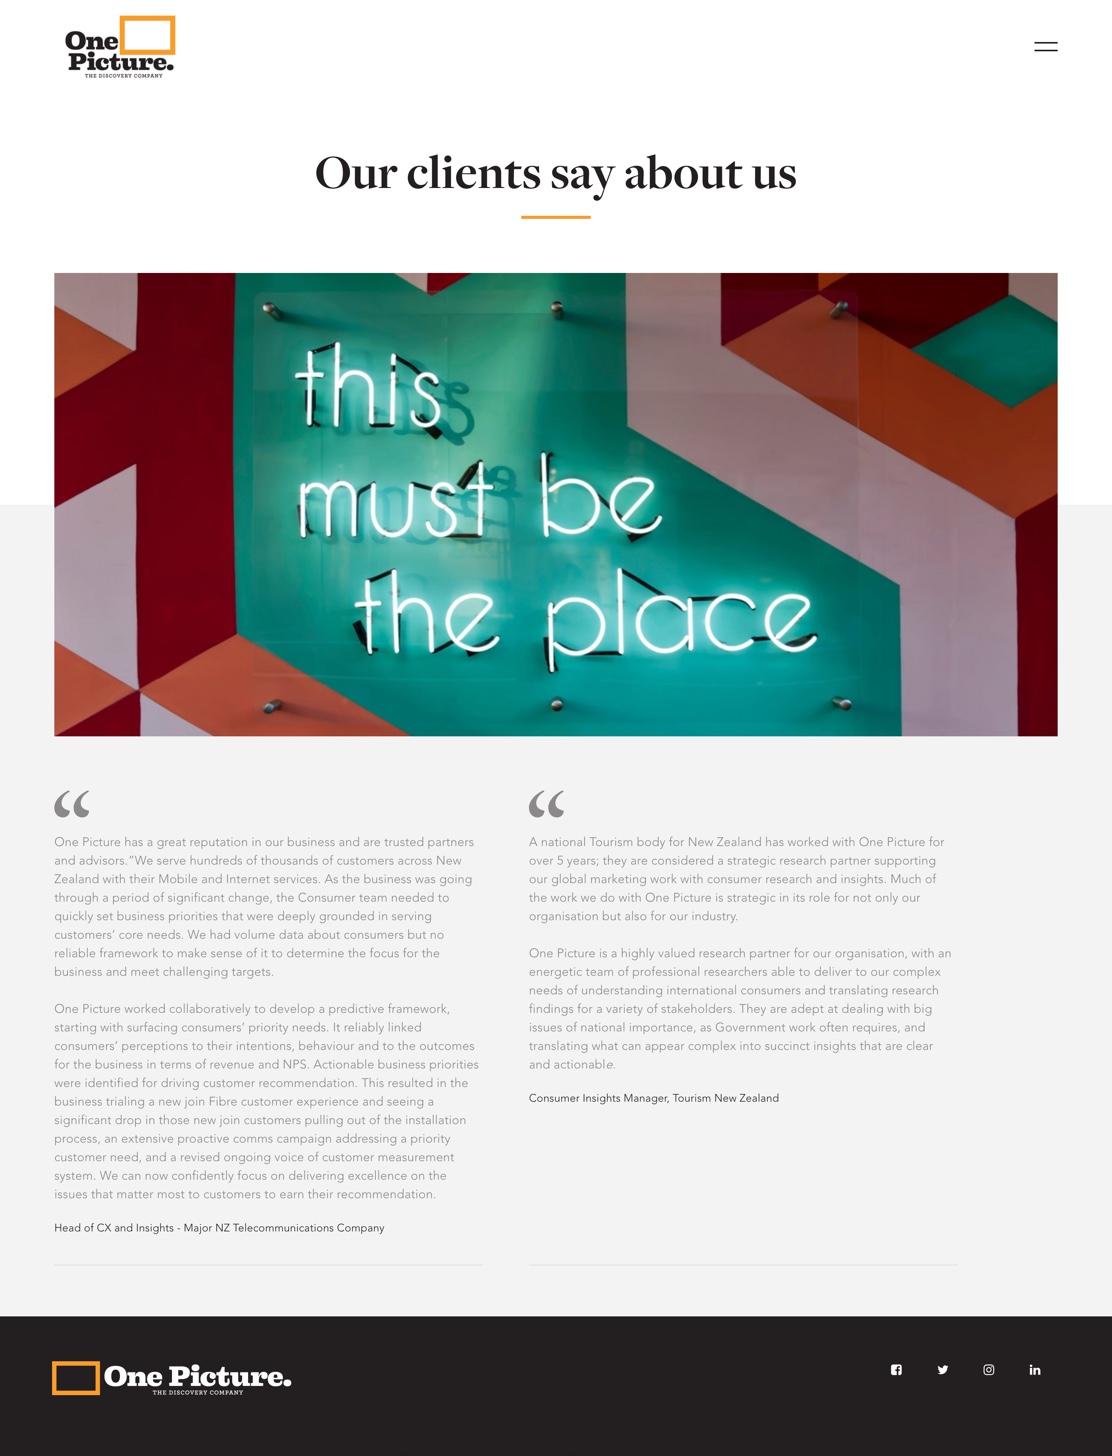 One
Picture.
THE DISCOVERY COMPANY
Our clients say about us
this
must be
the place
“
One Picture has a great reputation in our business and are trusted partners
and advisors.”We serve hundreds of thousands of customers across New
Zealand with their Mobile and Internet services. As the business was going
through a period of significant change, the Consumer team needed to
quickly set business priorities that were deeply grounded in serving
customers’ core needs. We had volume data about consumers but no
reliable framework to make sense of it to determine the focus for the
business and meet challenging targets.
One Picture worked collaboratively to develop a predictive framework,
starting with surfacing consumers’ priority needs. It reliably linked
consumers’ perceptions to their intentions, behaviour and to the outcomes
for the business in terms of revenue and NPS. Actionable business priorities
were identified for driving customer recommendation. This resulted in the
business trialing a new join Fibre customer experience and seeing a
significant drop in those new join customers pulling out of the installation
process, an extensive proactive comms campaign addressing a priority
customer need, and a revised ongoing voice of customer measurement
system. We can now confidently focus on delivering excellence on the
issues that matter most to customers to earn their recommendation.
Head of CX and Insights - Major NZ Telecommunications Company
“
A national Tourism body for New Zealand has worked with One Picture for
over 5 years; they are considered a strategic research partner supporting
our global marketing work with consumer research and insights. Much of
the work we do with One Picture is strategic in its role for not only our
organisation but also for our industry.
One Picture is a highly valued research partner for our organisation, with an
energetic team of professional researchers able to deliver to our complex
needs of understanding international consumers and translating research
findings for a variety of stakeholders. They are adept at dealing with big
issues of national importance, as Government work often requires, and
translating what can appear complex into succinct insights that are clear
and actionable.
Consumer Insights Manager, Tourism New Zealand
One Picture.
THE DISCOVERY COMPANY